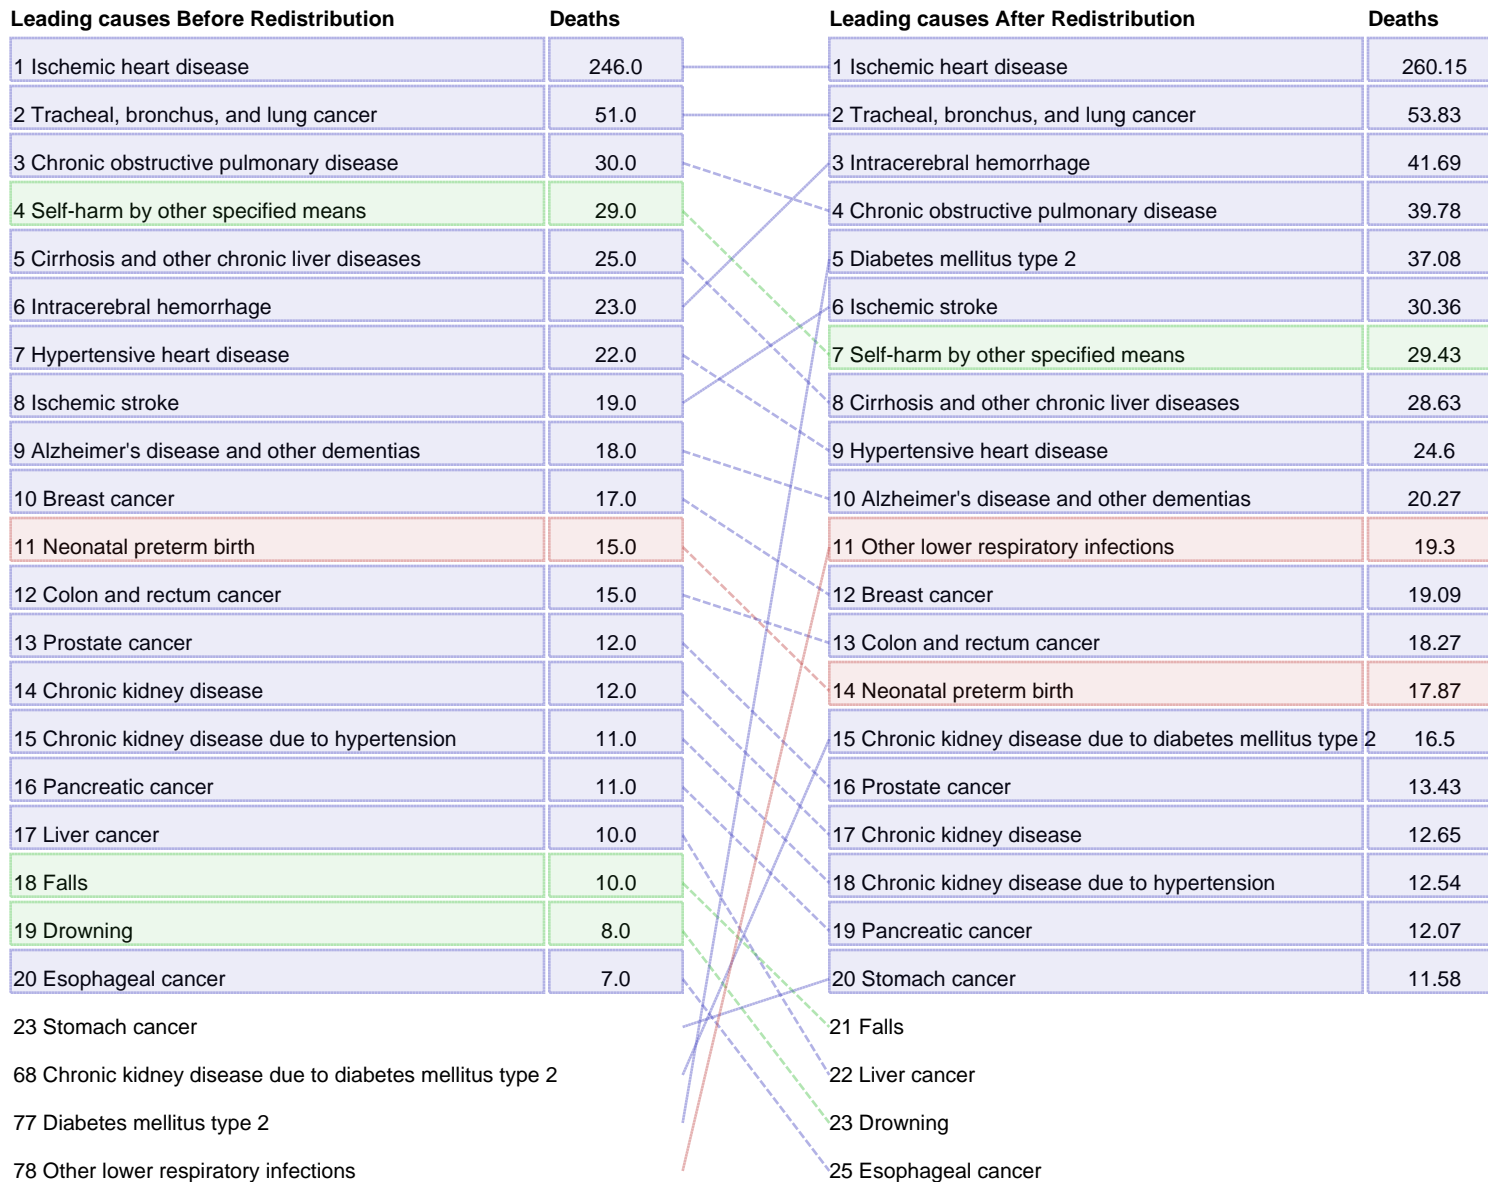 Leading causes Before Redistribution Deaths Leading causes After Redistribution Deaths
1 Ischemic heart disease 246.0 1 Ischemic heart disease 260.15
2 Tracheal, bronchus, and lung cancer 51.0 2 Tracheal, bronchus, and lung cancer 53.83
3 Chronic obstructive pulmonary disease 30.0 3 Intracerebral hemorrhage 41.69
4 Self-harm by other specified means 29.0 4 Chronic obstructive pulmonary disease 39.78
5 Cirrhosis and other chronic liver diseases 25.0 5 Diabetes mellitus type 2 37.08
6 Intracerebral hemorrhage 23.0 6 Ischemic stroke 30.36
7 Hypertensive heart disease 22.0 7 Self-harm by other specified means 29.43
8 Ischemic stroke 19.0 8 Cirrhosis and other chronic liver diseases 28.63
9 Alzheimer's disease and other dementias 18.0 9 Hypertensive heart disease 24.6
10 Breast cancer 17.0 10 Alzheimer's disease and other dementias 20.27
11 Neonatal preterm birth 15.0 11 Other lower respiratory infections 19.3
12 Colon and rectum cancer 15.0 12 Breast cancer 19.09
13 Prostate cancer 12.0 13 Colon and rectum cancer 18.27
14 Chronic kidney disease 12.0 14 Neonatal preterm birth 17.87
15 Chronic kidney disease due to hypertension 11.0 15 Chronic kidney disease due to diabetes mellitus type 2 16.5
16 Pancreatic cancer 11.0 16 Prostate cancer 13.43
17 Liver cancer 10.0 17 Chronic kidney disease 12.65
18 Falls 10.0 18 Chronic kidney disease due to hypertension 12.54
19 Drowning 8.0 19 Pancreatic cancer 12.07
20 Esophageal cancer 7.0 20 Stomach cancer 11.58
23 Stomach cancer 21 Falls
68 Chronic kidney disease due to diabetes mellitus type 2 22 Liver cancer
77 Diabetes mellitus type 2 23 Drowning
78 Other lower respiratory infections 25 Esophageal cancer